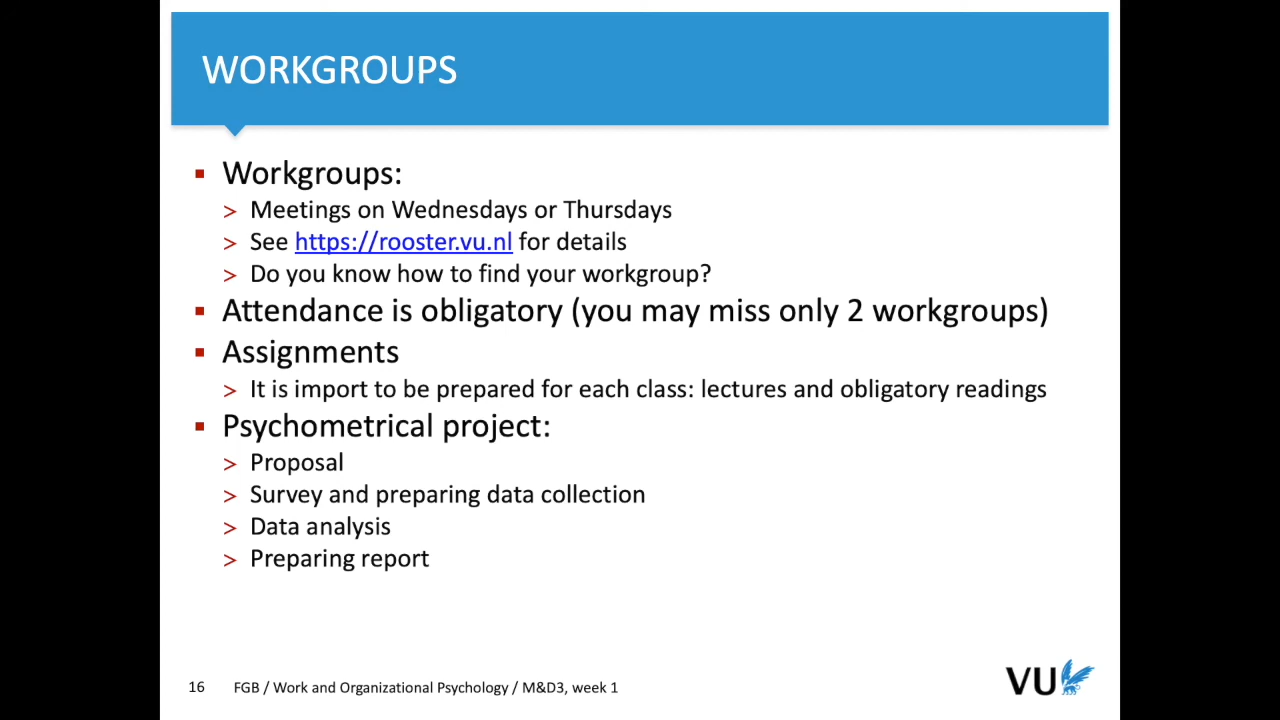 WORKGROUPS
▪ Workgroups:
> Meetings on Wednesdays or Thursdays
> See https://rooster.vu.nl for details
> Do you know how to find your workgroup?
▪ Attendance is obligatory (you may miss only 2 workgroups)
▪ Assignments
> It is import to be prepared for each class: lectures and obligatory readings
▪ Psychometrical project:
> Proposal
> Survey and preparing data collection
> Data analysis
> Preparing report
16 FGB / Work and Organizational Psychology / M&D3, week 1
VU